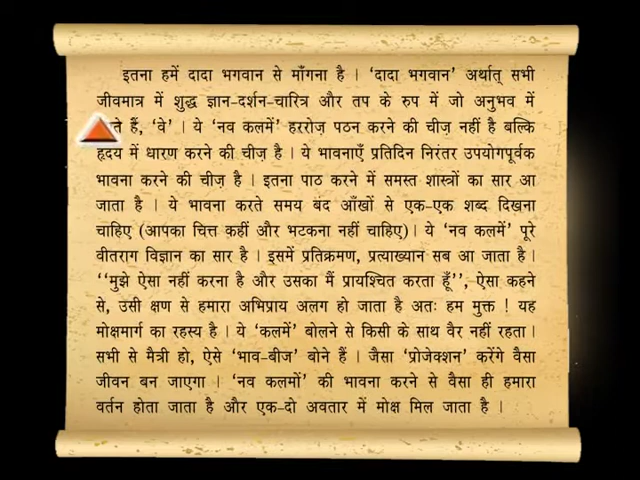 इतना हमें दादा भगवान से माँगना है । ‘दादा भगवान’ अर्थात् सभी
जीवमात्र में शुद्ध ज्ञान-दर्शन-चारित्र और तप के रुप में जो अनुभव में
ते हैं, ‘वे’ । ये ‘नव कलमें’ हररोज़ पठन करने की चीज़ नहीं है बल्कि
हृदय में धारण करने की चीज़ है । ये भावनाएँ प्रतिदिन निरंतर उपयोगपूर्वक
भावना करने की चीज़ है । इतना पाठ करने में समस्त शास्त्रों का सार आ
जाता है । ये भावना करते समय बंद आँखों से एक-एक शब्द दिखना
चाहिए (आपका चित्त कहीं और भटकना नहीं चाहिए)। ये ‘नव कलमें’ पूरे
वीतराग विज्ञान का सार है । इसमें प्रतिक्रमण, प्रत्याख्यान सब आ जाता है ।
‘‘मुझे ऐसा नहीं करना है और उसका मैं प्रायश्चित करता हूँ’’, ऐसा कहने
से, उसी क्षण से हमारा अभिप्राय अलग हो जाता है अतः हम मुक्त ! यह
मोक्षमार्ग का रहस्य है । ये ‘कलमें’ बोलने से किसी के साथ वैर नहीं रहता।
सभी से मैत्री हो, ऐसे ‘भाव-बीज’ बोने हैं । जैसा ‘प्रोजेक्शन’ करेंगे वैसा
जीवन बन जाएगा । ‘नव कलमों’ की भावना करने से वैसा ही हमारा
वर्तन होता जाता है और एक-दो अवतार में मोक्ष मिल जाता है ।